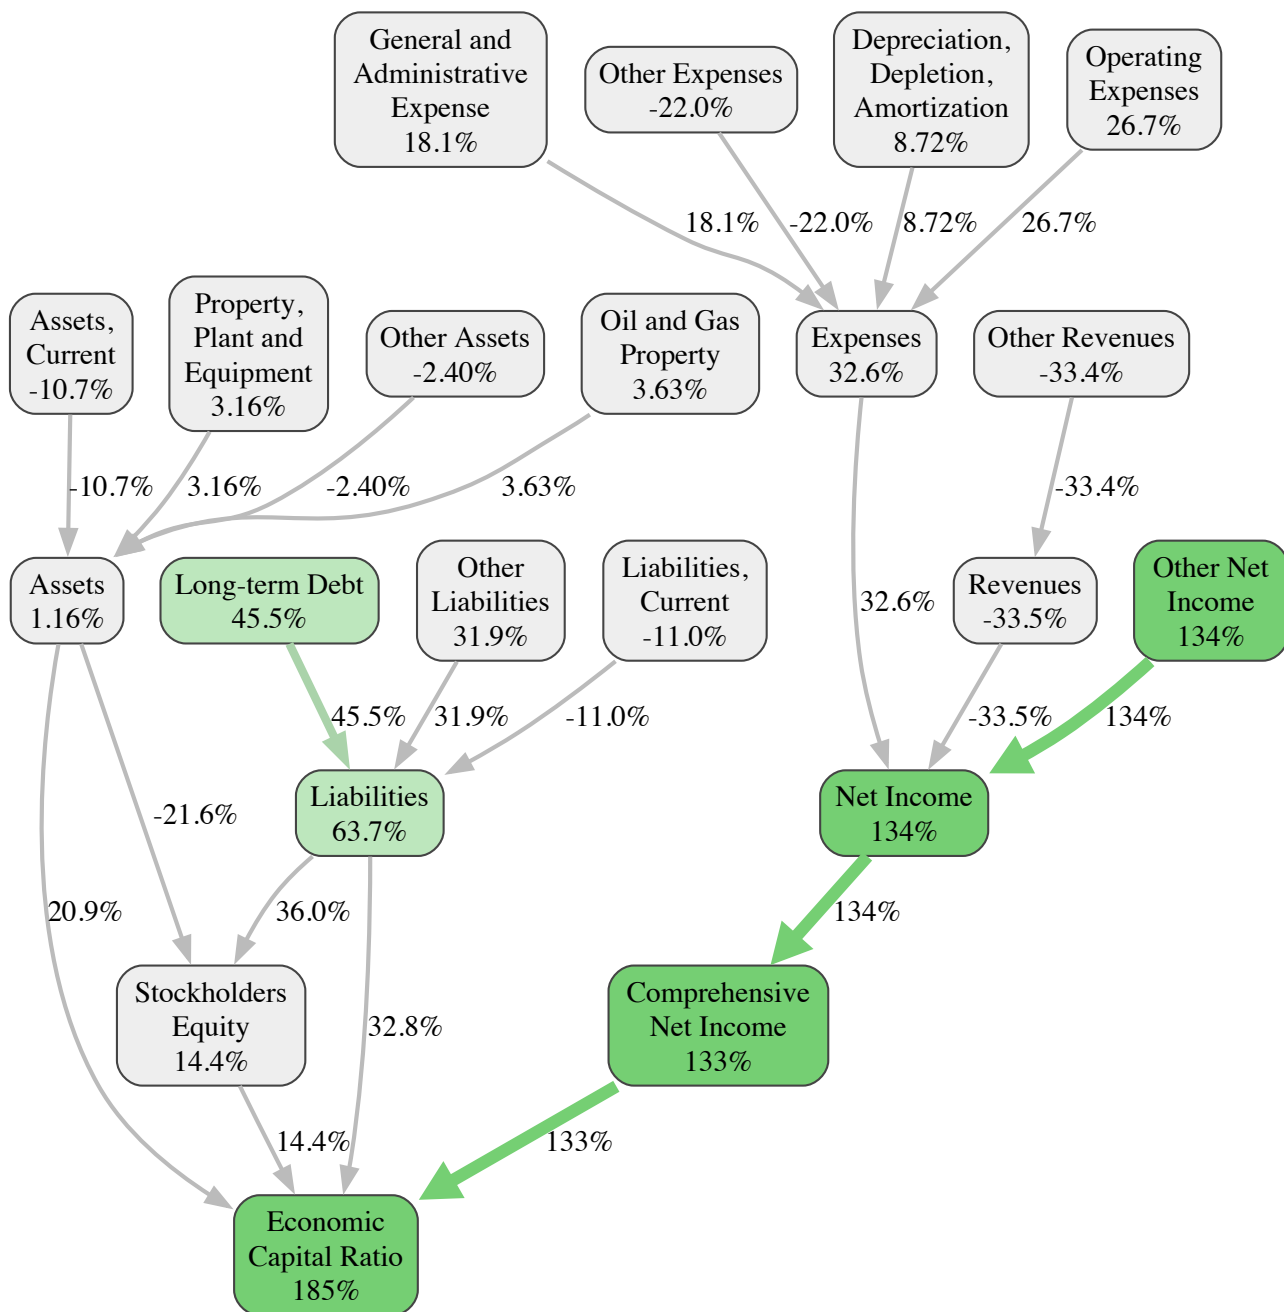 General and
Administrative
Expense
18.1%
Other Expenses
-22.0%
Depreciation,
Depletion,
Amortization
8.72%
Operating
Expenses
26.7%
18.1%
-22.0%
8.72%
26.7%
Assets,
Current
-10.7%
Property,
Plant and
Equipment
3.16%
Other Assets
-2.40%
Oil and Gas
Property
3.63%
Expenses
32.6%
Other Revenues
-33.4%
-10.7%
3.16%
-2.40%
3.63%
-33.4%
Assets
1.16%
Long-term Debt
45.5%
Other
Liabilities
31.9%
Liabilities,
Current
-11.0%
32.6%
Revenues
-33.5%
Other Net
Income
134%
45.5%
31.9%
-11.0%
-33.5%
134%
-21.6%
Liabilities
63.7%
Net Income
134%
20.9%
36.0%
134%
Stockholders
Equity
14.4%
32.8%
Comprehensive
Net Income
133%
14.4%
133%
Economic
Capital Ratio
185%